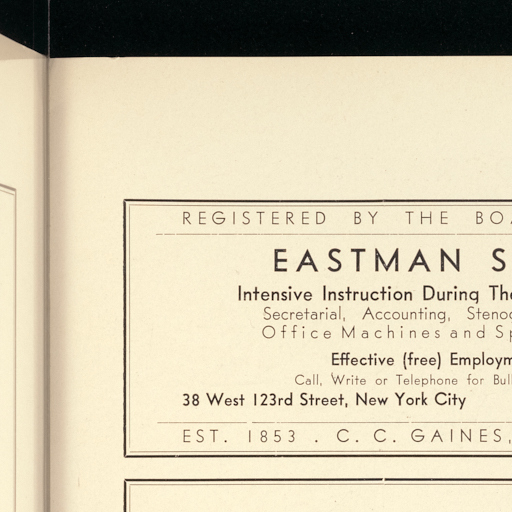 REGISTERED BY THE
EASTMAN
Intensive Instruction During
Secretarial, Accounting,
Office Machines and
Effective (free)
Call, Write or Telephone for
38 West 123rd Street, New York City
EST. 1853 . C. C. GAINES,